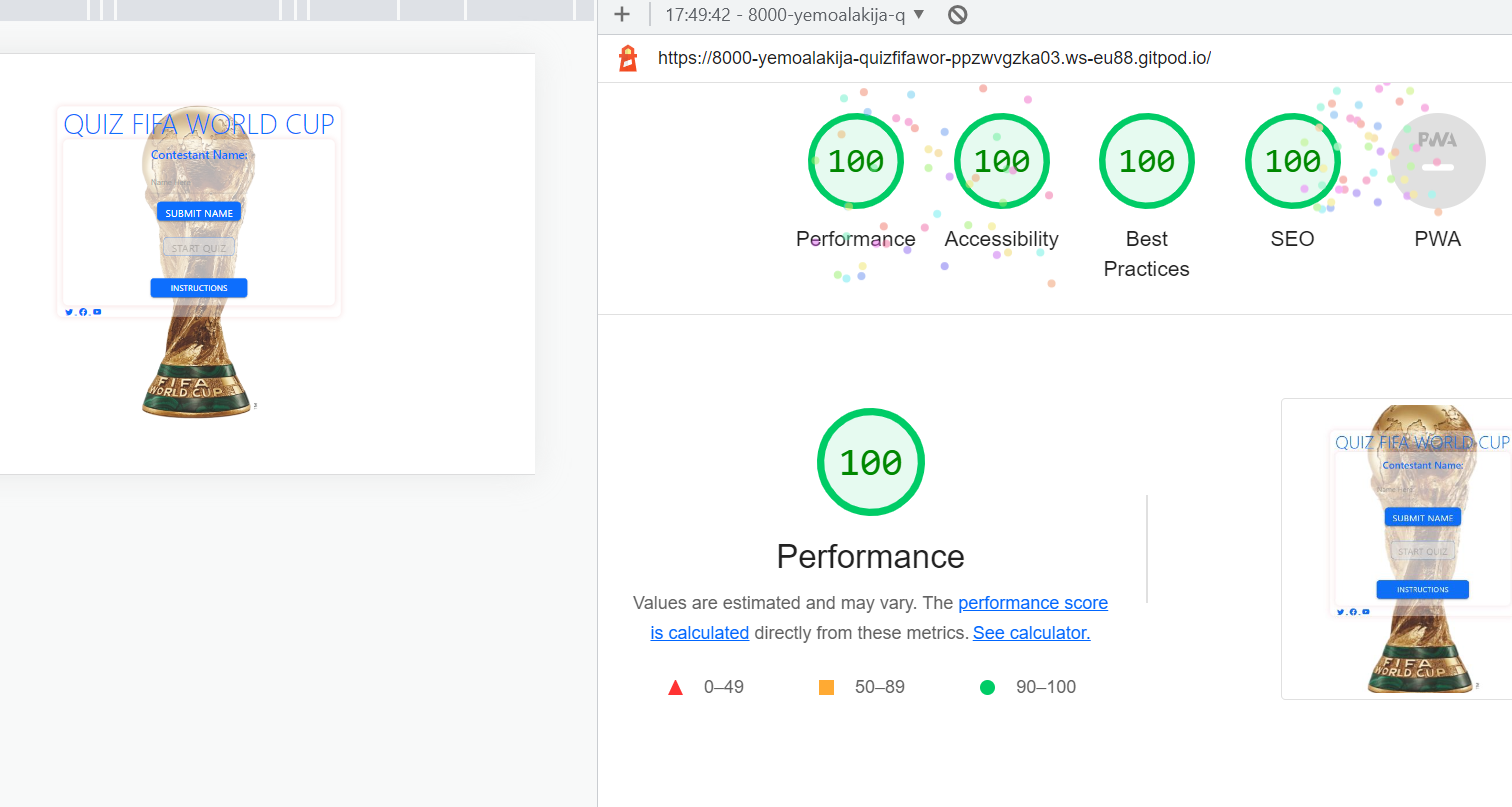 17:49:42 - 8000-yemoalakija-q
https://8000-yemoalakija-quizfifawor-ppzwvgzka03.ws-eu88.gitpod.io/
QUIZ FIFA WORLD CUP
Contestant Name:
Name Here
SUBMIT NAME
START QUIZ
INSTRUCTIONS
FIFA
WORLD CUP
100
100
100
100
PWA
Performance
Accessibility
Best
Practices
SEO
PWA
100
Performance
Values are estimated and may vary. The performance score
is calculated directly from these metrics. See calculator.
0–49
50–89
90–100
QUIZ FIFA WORLD CUP
Contestant Name:
Name Here
SUBMIT NAME
START QUIZ
INSTRUCTIONS
FIFA
WORLD CUP